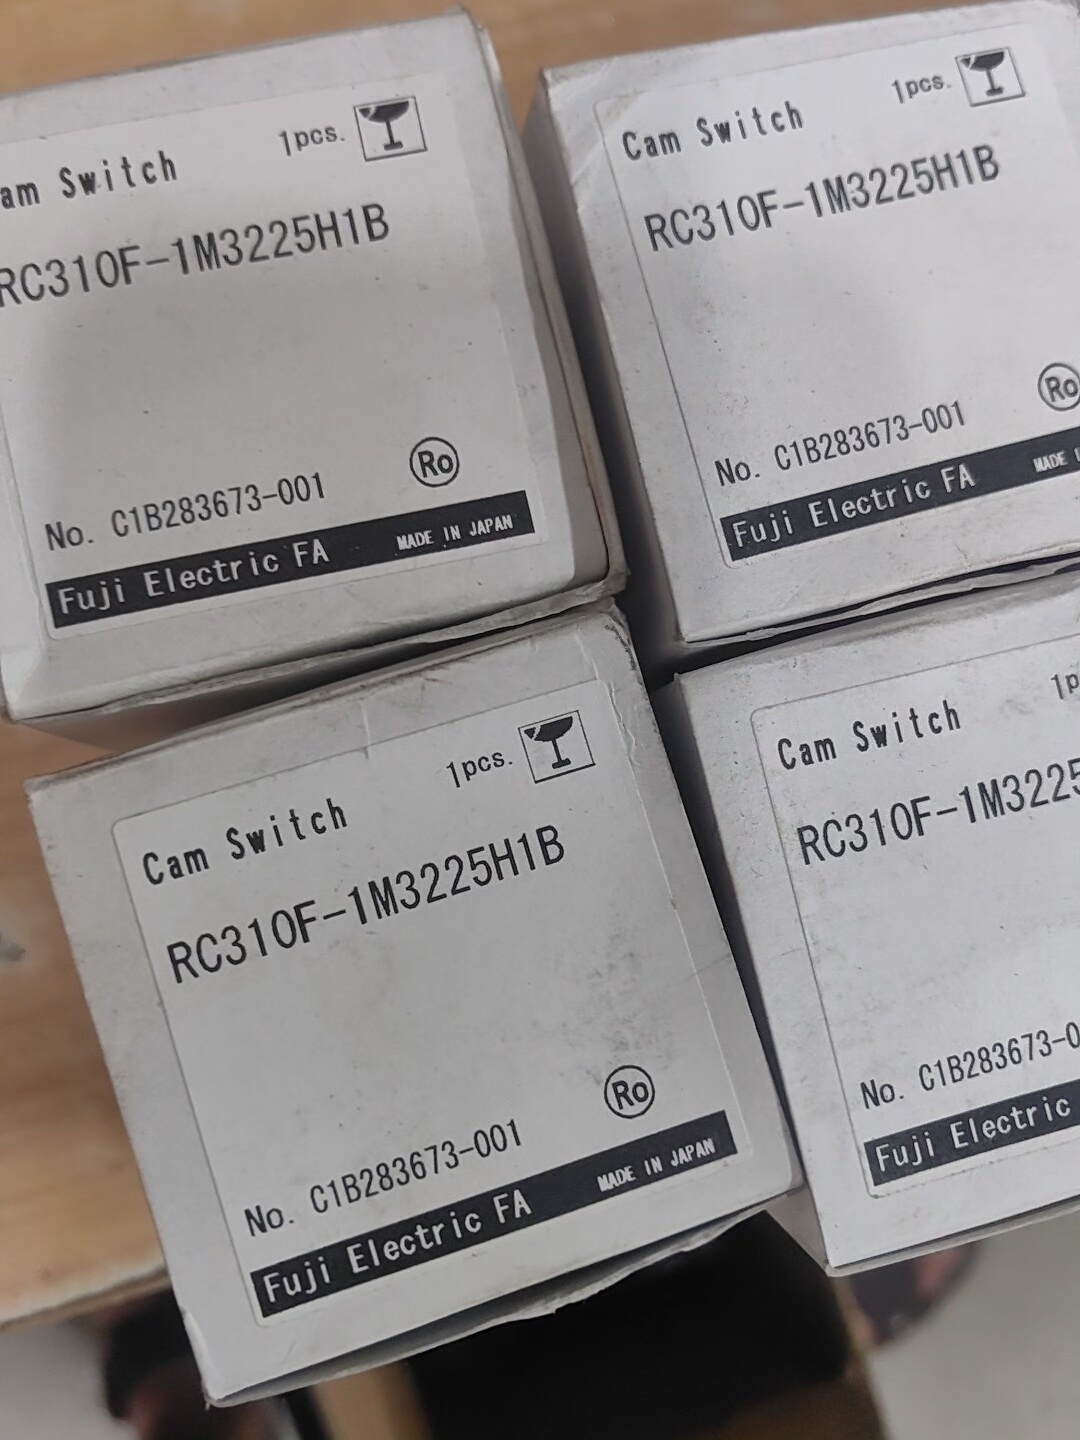 am Switch
1pcs.
RC310F-1M3225H1B
No. C1B283673-001
Ro
Fuji Electric FA MADE IN JAPAN
Cam Switch
1pcs.
RC310F-1M3225H1B
No. C1B283673-001
Ro
Fuji Electric FA MADE I
Cam Switch
1pcs.
RC310F-1M3225H1B
No. C1B283673-001
Ro
Fuji Electric FA MADE IN JAPAN
Cam Switch
1p
RC310F-1M3225
No. C1B283673-0
Fuji Electric